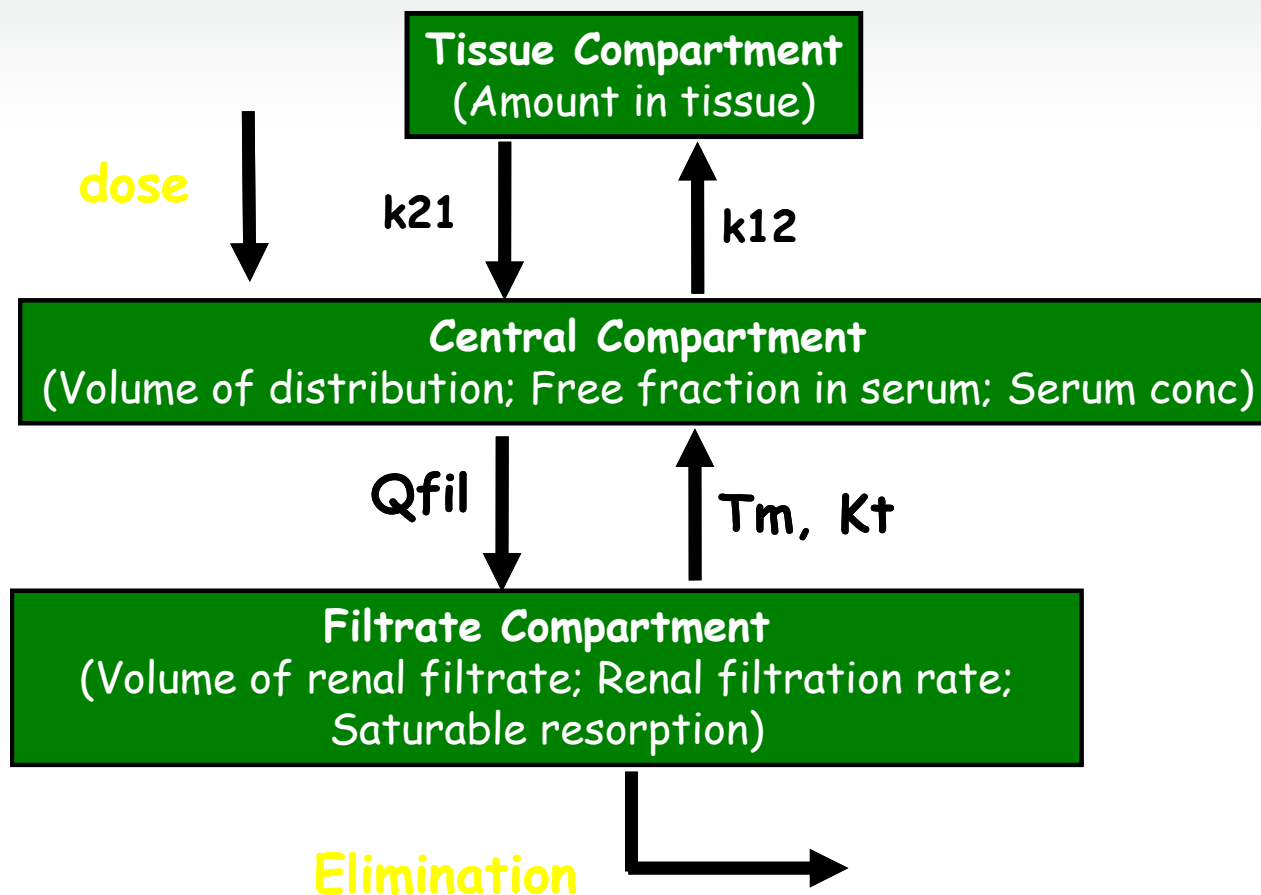 Tissue Compartment
(Amount in tissue)
dose
k21
k12
Central Compartment
(Volume of distribution; Free fraction in serum; Serum conc)
Qfil
Tm, Kt
Filtrate Compartment
(Volume of renal filtrate; Renal filtration rate;
Saturable resorption)
Elimination